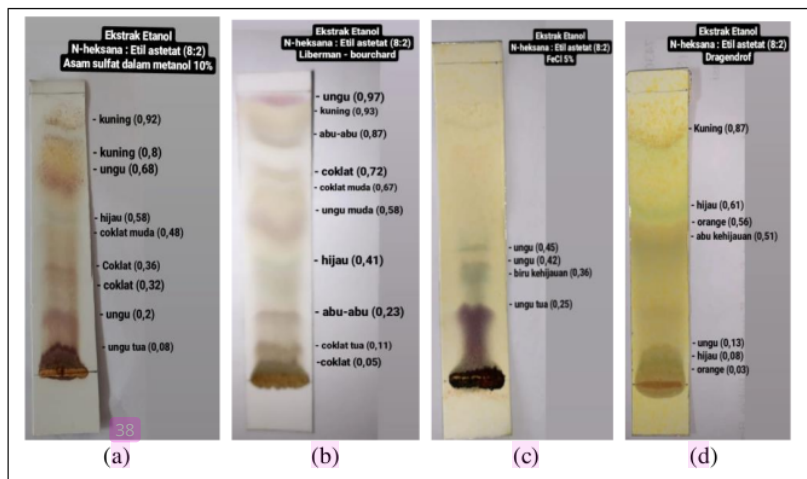 Ekstrak Etanol
N-heksana : Etil astetat (8:2)
Asam sulfat dalam metanol 10%
- kuning (0,92)
- kuning (0,8)
- ungu (0,68)
- hijau (0,58)
- coklat muda (0,48)
- Coklat (0,36)
- coklat (0,32)
- ungu (0,2)
- ungu tua (0,08)
38
(a)
Ekstrak Etanol
N-heksana : Etil astetat (8:2)
Liberman - bourchard
- ungu (0,97)
- kuning (0,93)
- abu-abu (0,87)
- coklat (0,72)
- coklat muda (0,67)
- ungu muda (0,58)
- hijau (0,41)
- abu-abu (0,23)
- coklat tua (0,11)
- coklat (0,05)
(b)
Ekstrak Etanol
N-heksana : Etil astetat (8:2)
FeCl 5%
- ungu (0,45)
- ungu (0,42)
- biru kehijauan (0,36)
- ungu tua (0,25)
(c)
Ekstrak Etanol
N-heksana : Etil astetat (8:2)
Dragendrof
- Kuning (0,87)
- hijau (0,61)
- orange (0,56)
- abu kehijauan (0,51)
- ungu (0,13)
- hijau (0,08)
- orange (0,03)
(d)